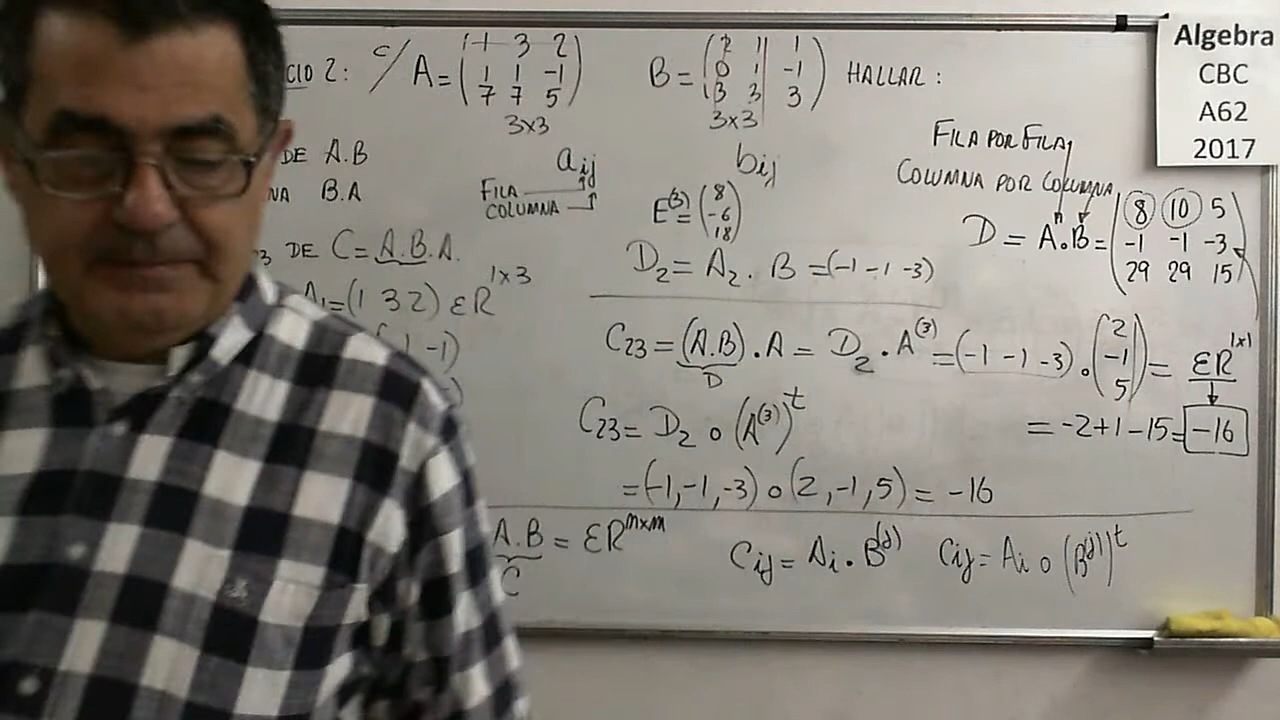 CIO 2: C/ A = ( 1 3 2 B = ( 2 1 1 HALLAR :
1 1 -1 0 1 -1
7 7 5 ) 3 3 3 )
3x3 3x3
Algebra
CBC
A62
2017
DE A.B
NA B.A
aij
FILA
COLUMNA
bij
FILA POR FILA
COLUMNA POR COLUMNA
E(3) = ( 8
-6
18 )
D = A.B = ( 8 10 5
-1 -1 -3
29 29 15 )
DE C = A.B.A.
D2 = A2 . B = (-1 -1 -3)
A1 = (1 3 2) ER 1x3
-1)
C23 = (A.B) . A = D2 . A(3) = (-1 -1 -3) . ( 2
-1
5 ) = ER 1x1
D
= -2+1-15 = -16
C23 = D2 o (A(3))t
= (-1,-1,-3) o (2,-1,5) = -16
A.B = ER mxm
C
Cij = Ai . B(j) Cij = Ai o (B(j))t